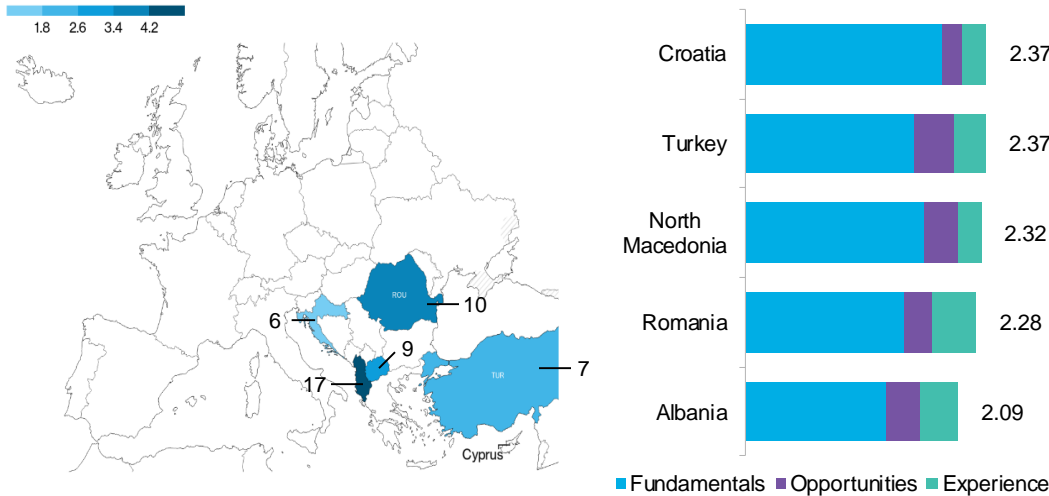 1.8 2.6 3.4 4.2
ROU
10
6
9
7
TUR
17
Cyprus
Croatia
2.37
Turkey
2.37
North
Macedonia
2.32
Romania
2.28
Albania
2.09
Fundamentals Opportunities Experience